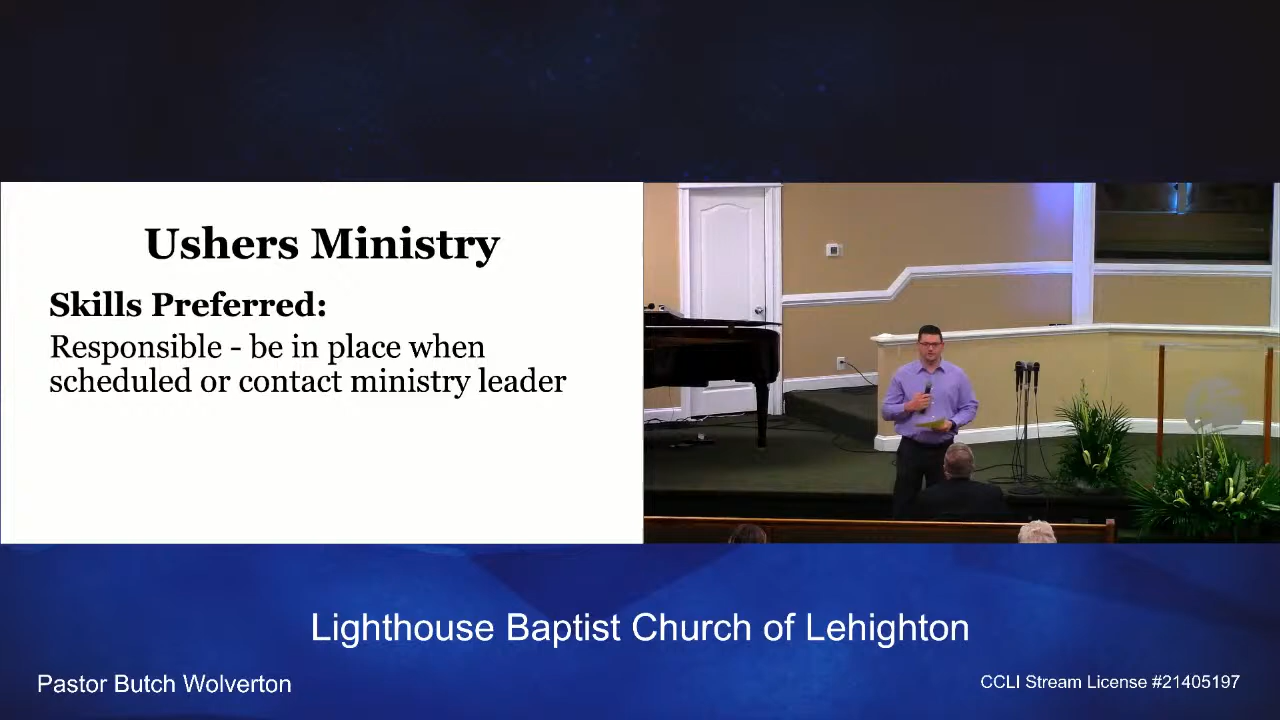 Ushers Ministry
Skills Preferred:
Responsible - be in place when
scheduled or contact ministry leader
Lighthouse Baptist Church of Lehighton
Pastor Butch Wolverton
CCLI Stream License #21405197